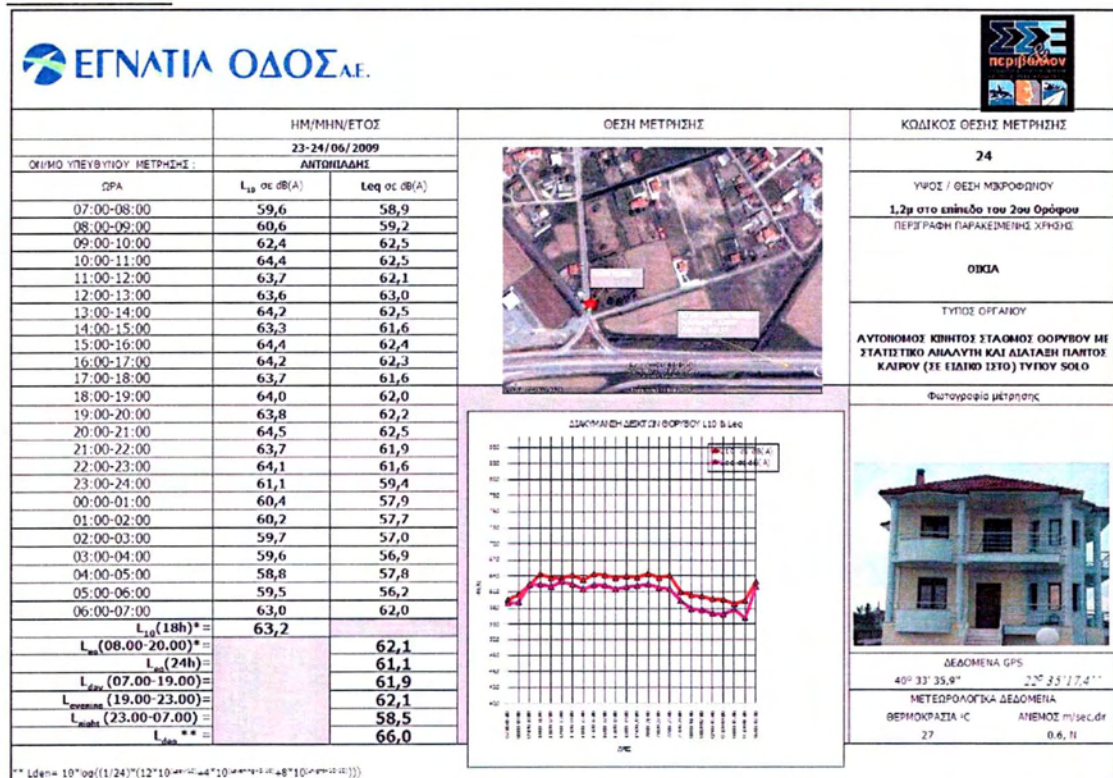 ΕΓΝΑΤΙΑ ΟΔΟΣ Α.Ε.
ΣΣΕ
&
περιβάλλον
ΗΜ/ΜΗΝ/ΕΤΟΣ
ΘΕΣΗ ΜΕΤΡΗΣΗΣ
ΚΩΔΙΚΟΣ ΘΕΣΗΣ ΜΕΤΡΗΣΗΣ
23-24/06/2009
24
ΟΝ/ΜΟ ΥΠΕΥΘΥΝΟΥ ΜΕΤΡΗΣΗΣ :
ΑΝΤΩΝΙΑΔΗΣ
ΩΡΑ
L10 σε dB(A)
Leq σε dB(A)
ΥΨΟΣ / ΘΕΣΗ ΜΙΚΡΟΦΩΝΟΥ
1,2μ στο επίπεδο του 2ου Ορόφου
ΠΕΡΙΓΡΑΦΗ ΠΑΡΑΚΕΙΜΕΝΗΣ ΧΡΗΣΗΣ
ΟΙΚΙΑ
ΤΥΠΟΣ ΟΡΓΑΝΟΥ
ΑΥΤΟΝΟΜΟΣ ΚΙΝΗΤΟΣ ΣΤΑΘΜΟΣ ΘΟΡΥΒΟΥ ΜΕ
ΣΤΑΤΙΣΤΙΚΟ ΑΝΑΛΥΤΗ ΚΑΙ ΔΙΑΤΑΞΗ ΠΑΝΤΟΣ
ΚΑΙΡΟΥ (ΣΕ ΕΙΔΙΚΟ ΙΣΤΟ) ΤΥΠΟΥ SOLO
Φωτογραφία μέτρησης
07:00-08:00 59,6 58,9
08:00-09:00 60,6 59,2
09:00-10:00 62,4 62,5
10:00-11:00 64,4 62,5
11:00-12:00 63,7 62,1
12:00-13:00 63,6 63,0
13:00-14:00 64,2 62,5
14:00-15:00 63,3 61,6
15:00-16:00 64,4 62,4
16:00-17:00 64,2 62,3
17:00-18:00 63,7 61,6
18:00-19:00 64,0 62,0
19:00-20:00 63,8 62,2
20:00-21:00 64,5 62,5
21:00-22:00 63,7 61,9
22:00-23:00 64,1 61,6
23:00-24:00 61,1 59,4
00:00-01:00 60,4 57,9
01:00-02:00 60,2 57,7
02:00-03:00 59,7 57,0
03:00-04:00 59,6 56,9
04:00-05:00 58,8 57,8
05:00-06:00 59,5 56,2
06:00-07:00 63,0 62,0
L10(18h)*= 63,2
Leq(08.00-20.00)*= 62,1
Leq(24h)= 61,1
Lday (07.00-19.00)= 61,9
Levening (19.00-23.00)= 62,1
Lnight (23.00-07.00) = 58,5
Lden ** = 66,0
ΔΙΑΚΥΜΑΝΣΗ ΔΕΙΚΤΩΝ ΘΟΡΥΒΟΥ L10 & Leq
ΔΕΔΟΜΕΝΑ GPS
40º 33' 35,9" 22º 35'17,4"
ΜΕΤΕΩΡΟΛΟΓΙΚΑ ΔΕΔΟΜΕΝΑ
ΘΕΡΜΟΚΡΑΣΙΑ ºC ΑΝΕΜΟΣ m/sec,dir
27 0.6, N